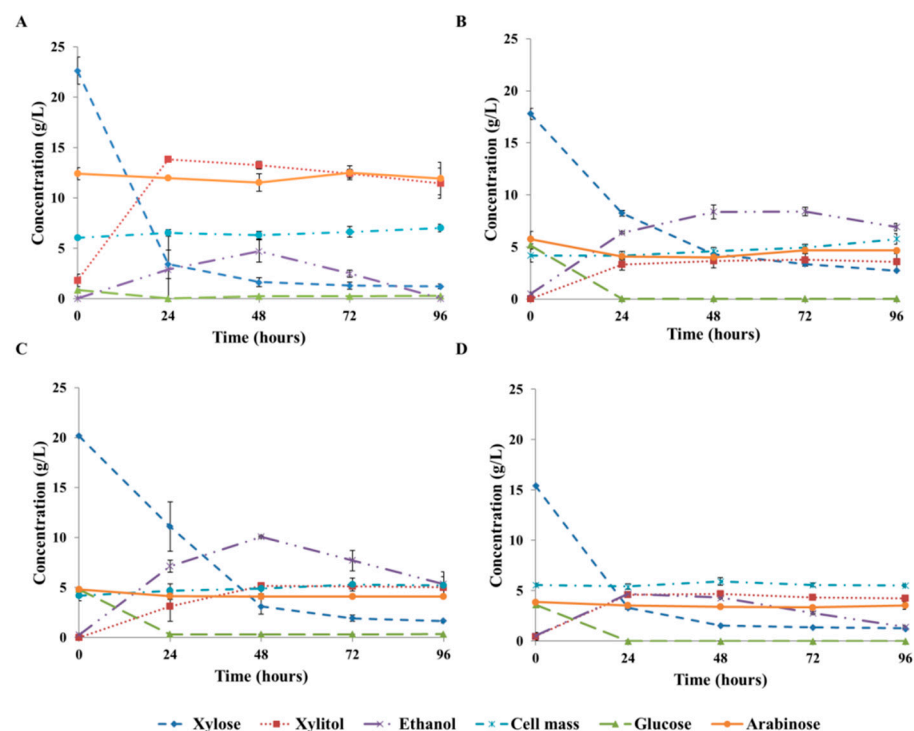 A
B
25
20
15
10
5
0
Concentration (g/L)
0 24 48 72 96
Time (hours)
25
20
15
10
5
0
Concentration (g/L)
0 24 48 72 96
Time (hours)
C
D
25
20
15
10
5
0
Concentration (g/L)
0 24 48 72 96
Time (hours)
25
20
15
10
5
0
Concentration (g/L)
0 24 48 72 96
Time (hours)
Xylose Xylitol Ethanol Cell mass Glucose Arabinose